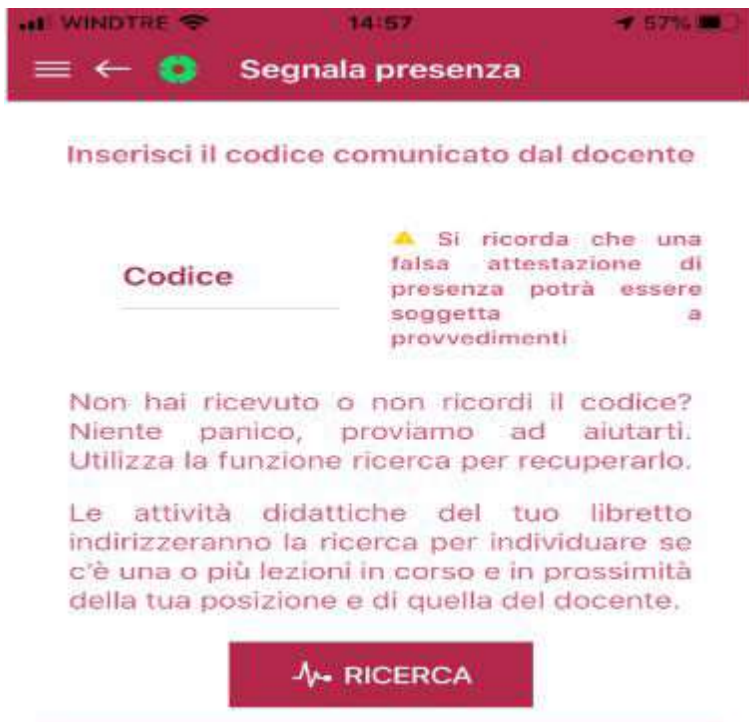 WINDTRE 14:57 57%
Segnala presenza
Inserisci il codice comunicato dal docente
Codice
Si ricorda che una
falsa attestazione di
presenza potrà essere
soggetta a
provvedimenti
Non hai ricevuto o non ricordi il codice?
Niente panico, proviamo ad aiutarti.
Utilizza la funzione ricerca per recuperarlo.
Le attività didattiche del tuo libretto
indirizzeranno la ricerca per individuare se
c'è una o più lezioni in corso e in prossimità
della tua posizione e di quella del docente.
RICERCA